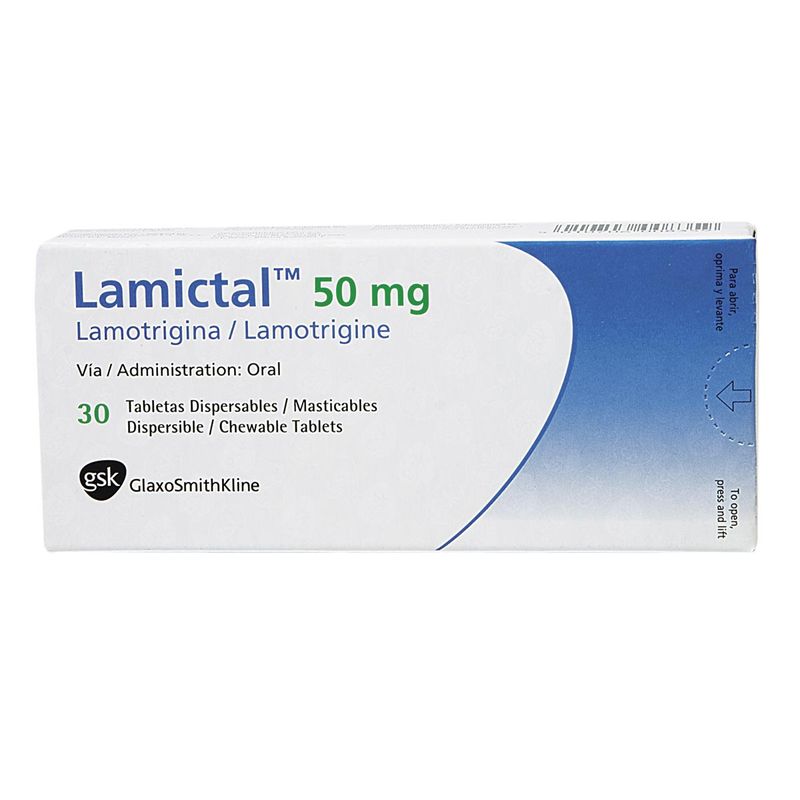 Lamictal™ 50 mg
Lamotrigina / Lamotrigine
Vía / Administration: Oral
30 Tabletas Dispersables / Masticables
Dispersible / Chewable Tablets
gsk GlaxoSmithKline
Para abrir,
oprima y levante
To open,
press and lift